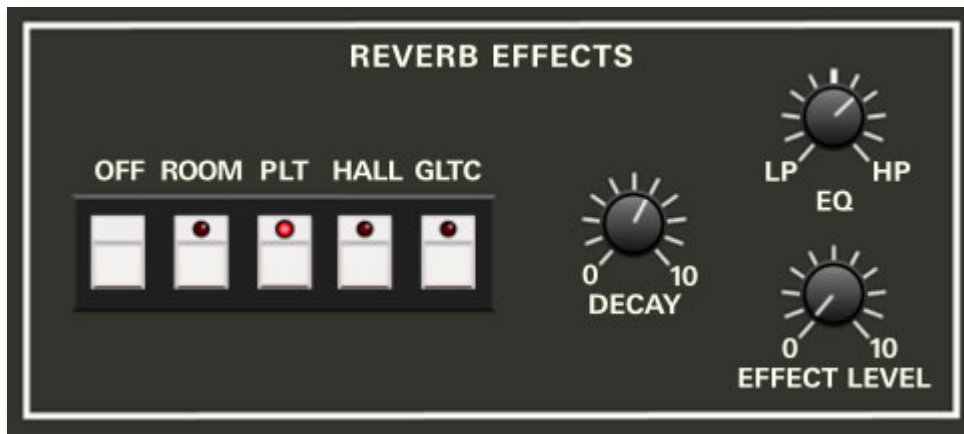 REVERB EFFECTS
OFF ROOM PLT HALL GLTC
LP HP
EQ
0 10
DECAY
0 10
EFFECT LEVEL